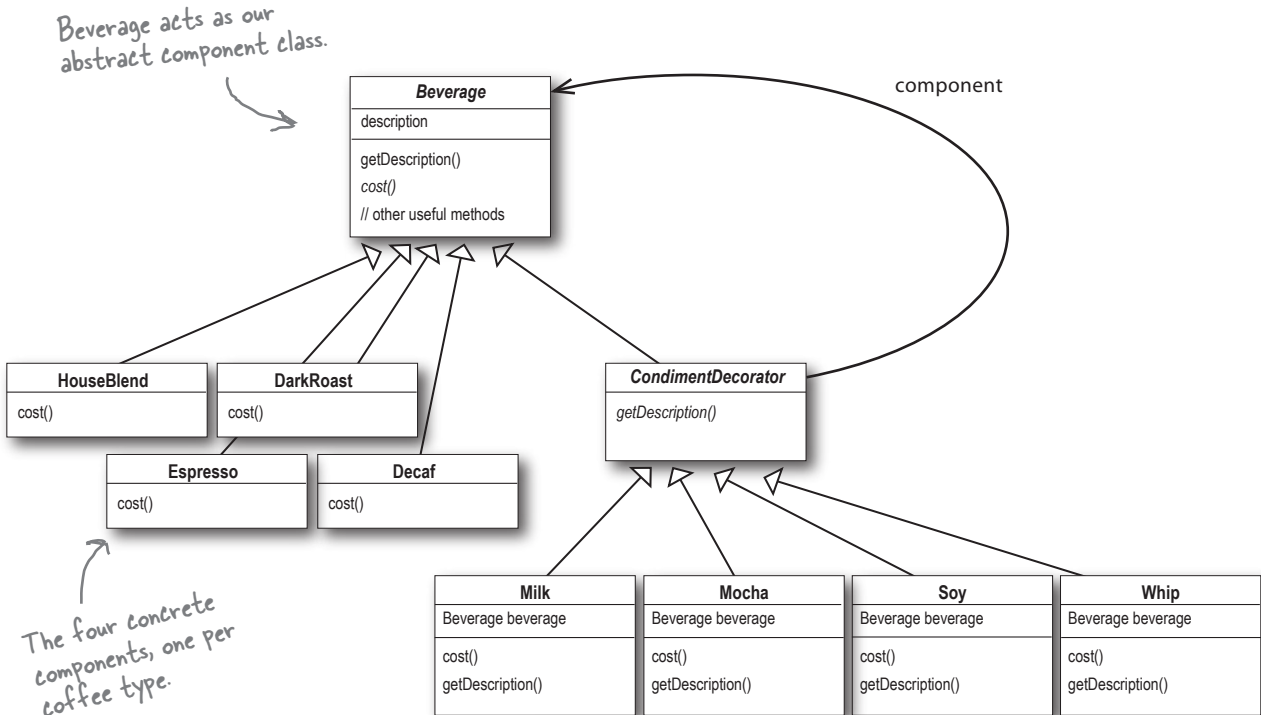 Beverage acts as our
abstract component class.
component
Beverage
description
getDescription()
cost()
// other useful methods
HouseBlend
cost()
DarkRoast
cost()
CondimentDecorator
getDescription()
Espresso
cost()
Decaf
cost()
The four concrete
components, one per
coffee type.
Milk
Beverage beverage
cost()
getDescription()
Mocha
Beverage beverage
cost()
getDescription()
Soy
Beverage beverage
cost()
getDescription()
Whip
Beverage beverage
cost()
getDescription()